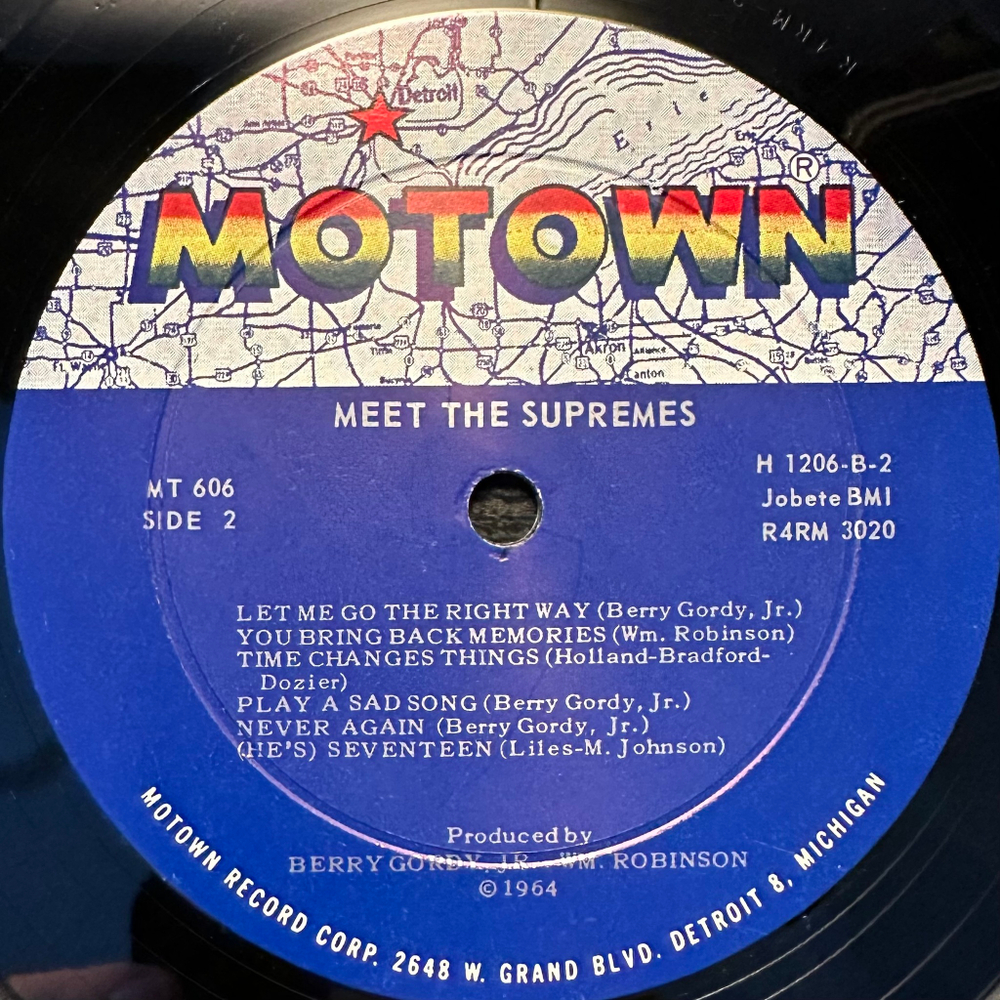 Detroit
Erie
Erie
®
MOTOWN
Akron
Canton
MEET THE SUPREMES
MT 606
SIDE 2
H 1206-B-2
Jobete BMI
R4RM 3020
LET ME GO THE RIGHT WAY (Berry Gordy, Jr.)
YOU BRING BACK MEMORIES (Wm. Robinson)
TIME CHANGES THINGS (Holland-Bradford-
Dozier)
PLAY A SAD SONG (Berry Gordy, Jr.)
NEVER AGAIN (Berry Gordy, Jr.)
(HE'S) SEVENTEEN (Liles-M. Johnson)
Produced by
BERRY GORDY, JR. - WM. ROBINSON
©1964
MOTOWN RECORD CORP. 2648 W. GRAND BLVD. DETROIT 8, MICHIGAN